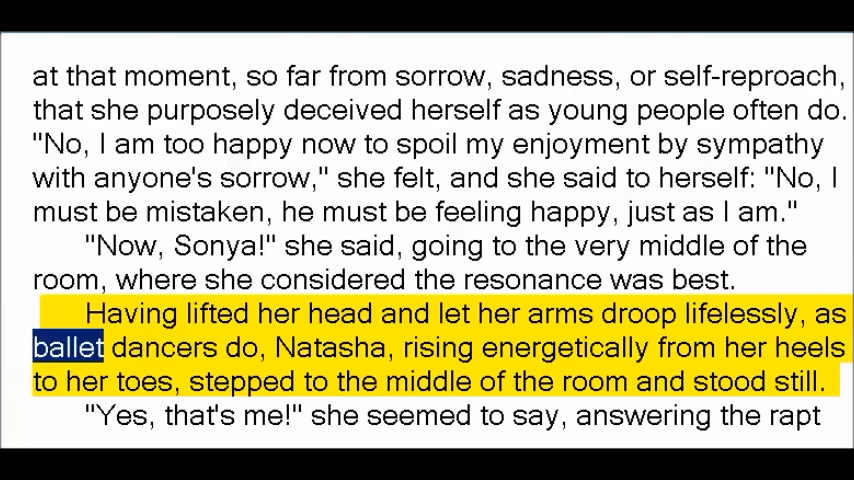 at that moment, so far from sorrow, sadness, or self-reproach,
that she purposely deceived herself as young people often do.
"No, I am too happy now to spoil my enjoyment by sympathy
with anyone's sorrow," she felt, and she said to herself: "No, I
must be mistaken, he must be feeling happy, just as I am."
"Now, Sonya!" she said, going to the very middle of the
room, where she considered the resonance was best.
Having lifted her head and let her arms droop lifelessly, as
ballet dancers do, Natasha, rising energetically from her heels
to her toes, stepped to the middle of the room and stood still.
"Yes, that's me!" she seemed to say, answering the rapt